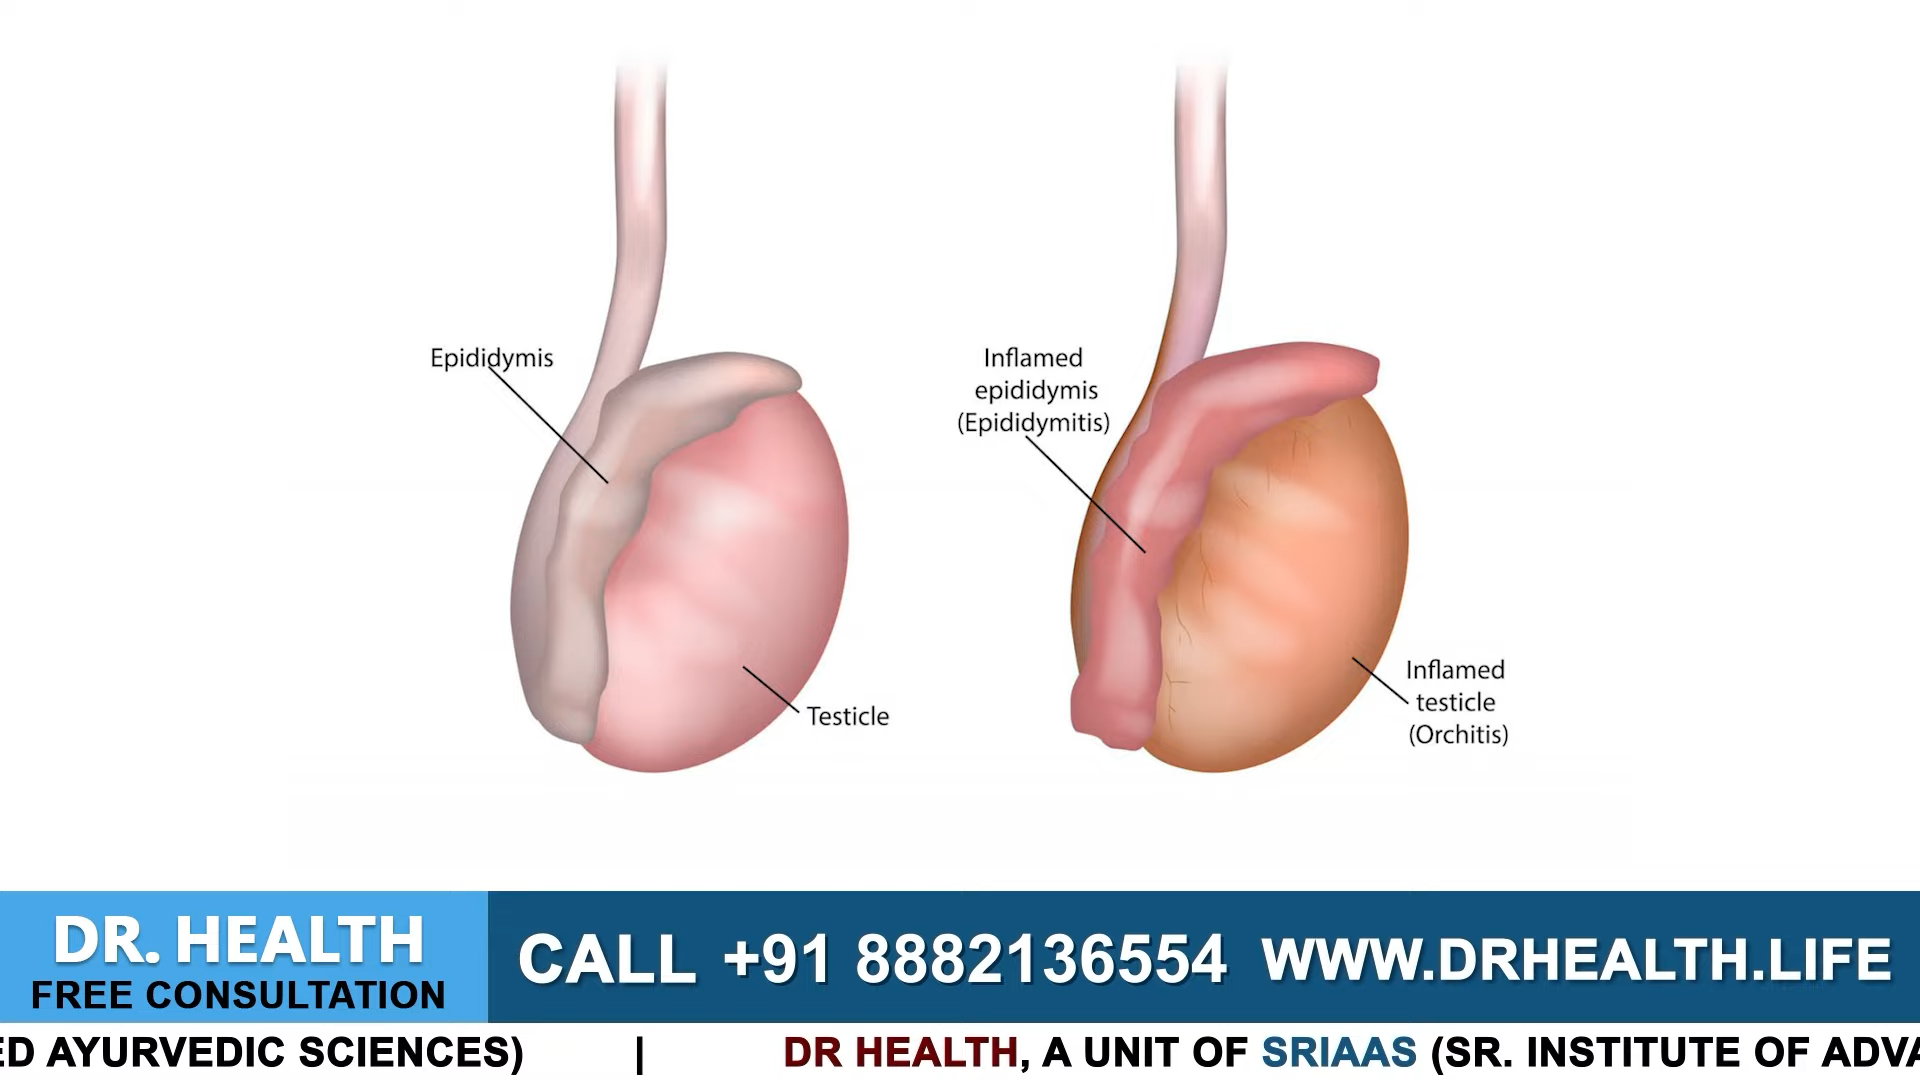 Epididymis
Testicle
Inflamed
epididymis
(Epididymitis)
Inflamed
testicle
(Orchitis)
DR. HEALTH
FREE CONSULTATION
CALL +91 8882136554 WWW.DRHEALTH.LIFE
ED AYURVEDIC SCIENCES) | DR HEALTH, A UNIT OF SRIAAS (SR. INSTITUTE OF ADVA